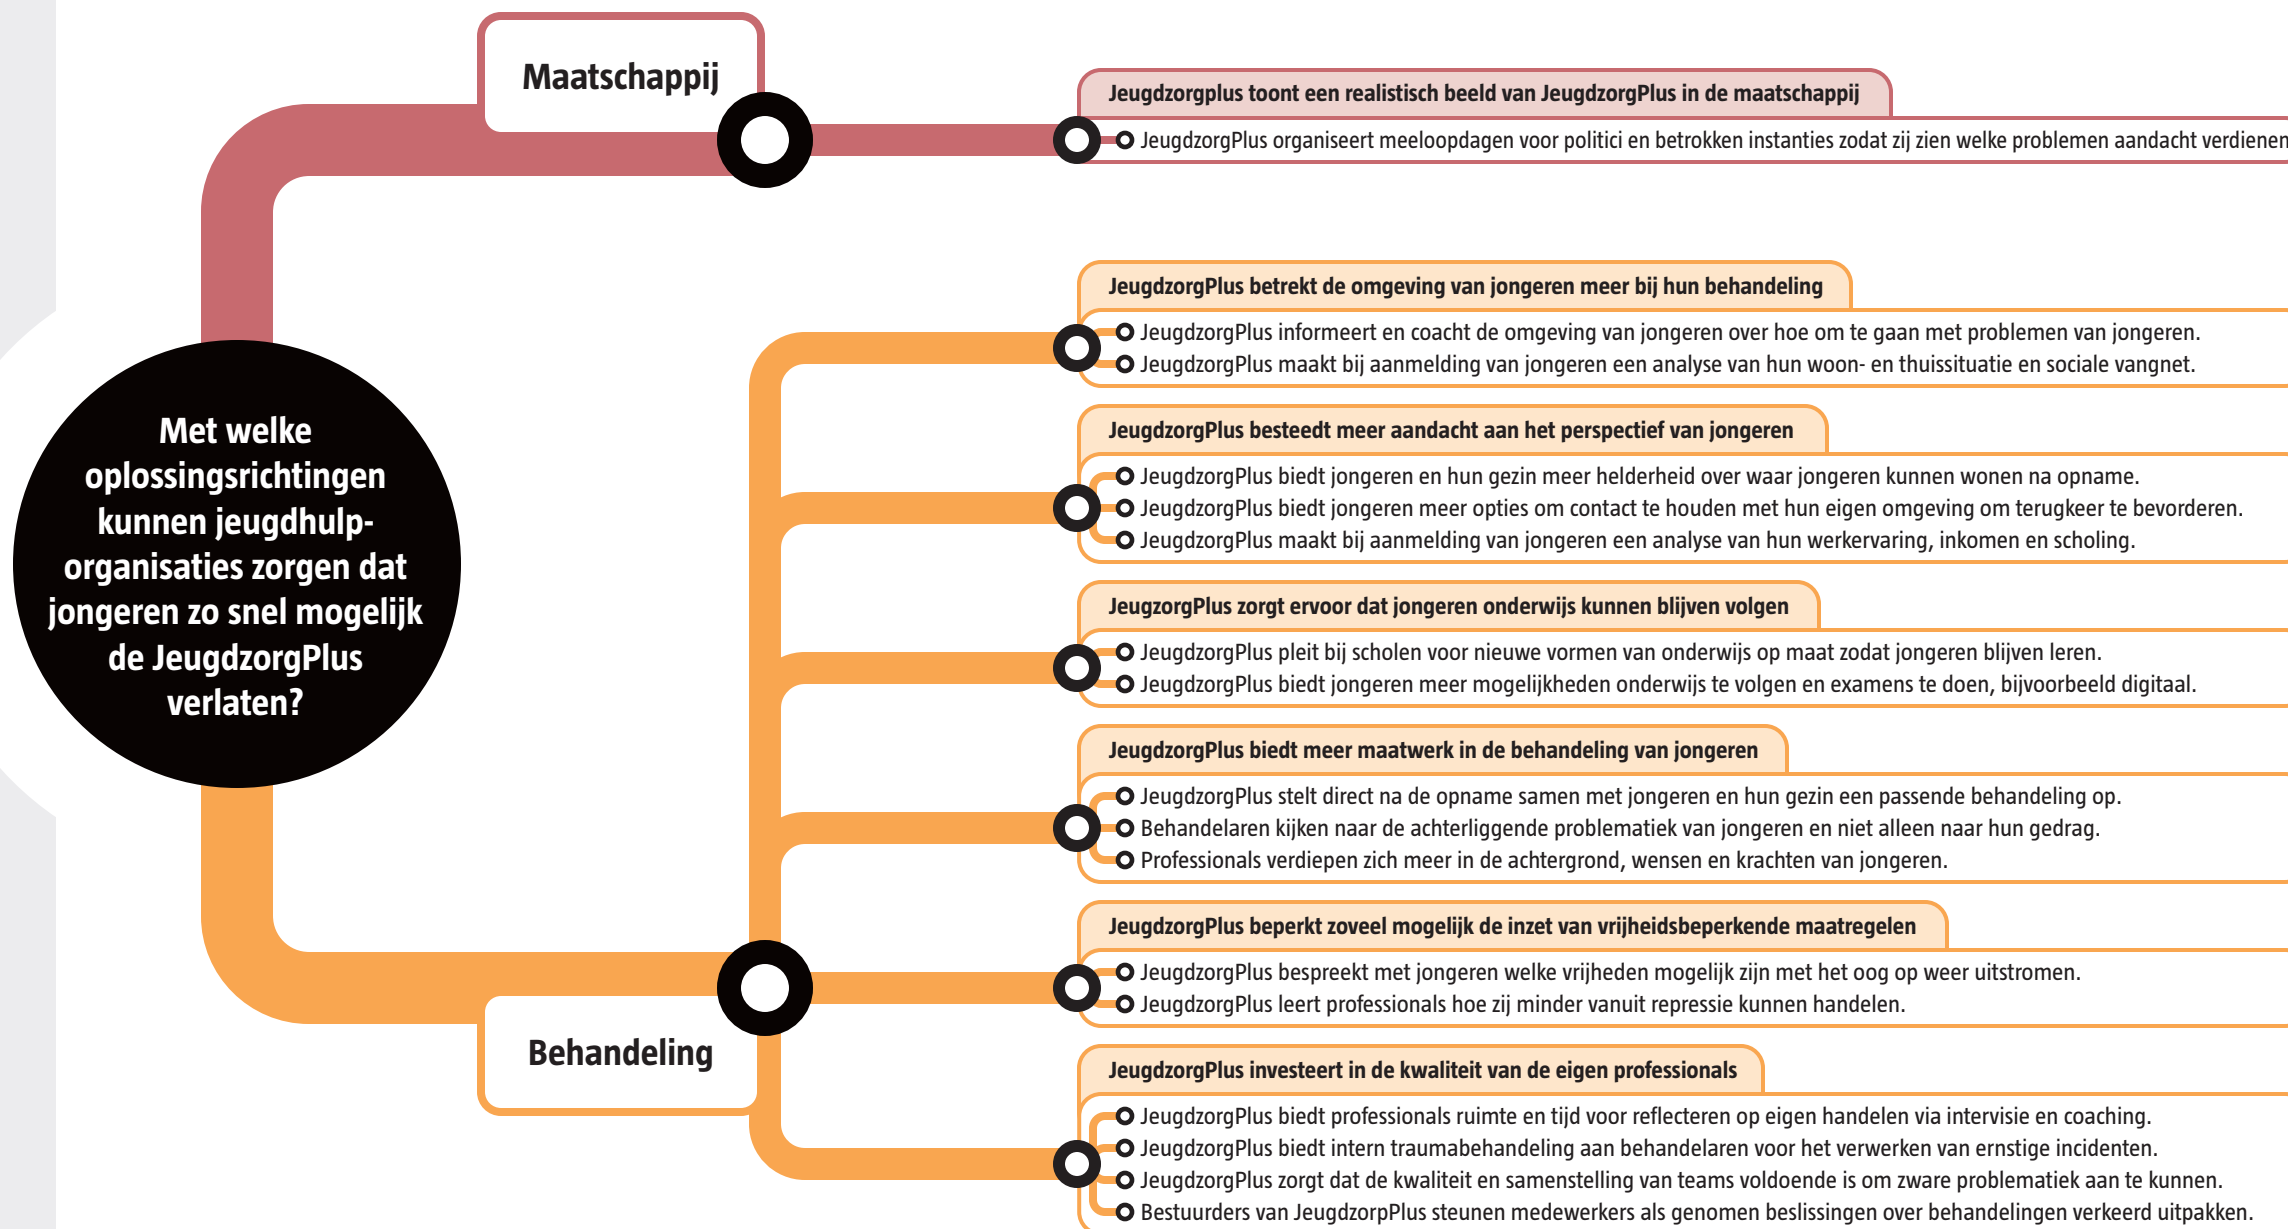 Maatschappij
Jeugdzorgplus toont een realistisch beeld van JeugdzorgPlus in de maatschappij
JeugdzorgPlus organiseert meeloopdagen voor politici en betrokken instanties zodat zij zien welke problemen aandacht verdienen
Met welke
oplossingsrichtingen
kunnen jeugdhulp-
organisaties zorgen dat
jongeren zo snel mogelijk
de JeugdzorgPlus
verlaten?
Behandeling
JeugdzorgPlus betrekt de omgeving van jongeren meer bij hun behandeling
JeugdzorgPlus informeert en coacht de omgeving van jongeren over hoe om te gaan met problemen van jongeren.
JeugdzorgPlus maakt bij aanmelding van jongeren een analyse van hun woon- en thuissituatie en sociale vangnet.
JeugdzorgPlus besteedt meer aandacht aan het perspectief van jongeren
JeugdzorgPlus biedt jongeren en hun gezin meer helderheid over waar jongeren kunnen wonen na opname.
JeugdzorgPlus biedt jongeren meer opties om contact te houden met hun eigen omgeving om terugkeer te bevorderen.
JeugdzorgPlus maakt bij aanmelding van jongeren een analyse van hun werkervaring, inkomen en scholing.
JeugzorgPlus zorgt ervoor dat jongeren onderwijs kunnen blijven volgen
JeugdzorgPlus pleit bij scholen voor nieuwe vormen van onderwijs op maat zodat jongeren blijven leren.
JeugdzorgPlus biedt jongeren meer mogelijkheden onderwijs te volgen en examens te doen, bijvoorbeeld digitaal.
JeugdzorgPlus biedt meer maatwerk in de behandeling van jongeren
JeugdzorgPlus stelt direct na de opname samen met jongeren en hun gezin een passende behandeling op.
Behandelaren kijken naar de achterliggende problematiek van jongeren en niet alleen naar hun gedrag.
Professionals verdiepen zich meer in de achtergrond, wensen en krachten van jongeren.
JeugdzorgPlus beperkt zoveel mogelijk de inzet van vrijheidsbeperkende maatregelen
JeugdzorgPlus bespreekt met jongeren welke vrijheden mogelijk zijn met het oog op weer uitstromen.
JeugdzorgPlus leert professionals hoe zij minder vanuit repressie kunnen handelen.
JeugdzorgPlus investeert in de kwaliteit van de eigen professionals
JeugdzorgPlus biedt professionals ruimte en tijd voor reflecteren op eigen handelen via intervisie en coaching.
JeugdzorgPlus biedt intern traumabehandeling aan behandelaren voor het verwerken van ernstige incidenten.
JeugdzorgPlus zorgt dat de kwaliteit en samenstelling van teams voldoende is om zware problematiek aan te kunnen.
Bestuurders van JeugdzorpPlus steunen medewerkers als genomen beslissingen over behandelingen verkeerd uitpakken.